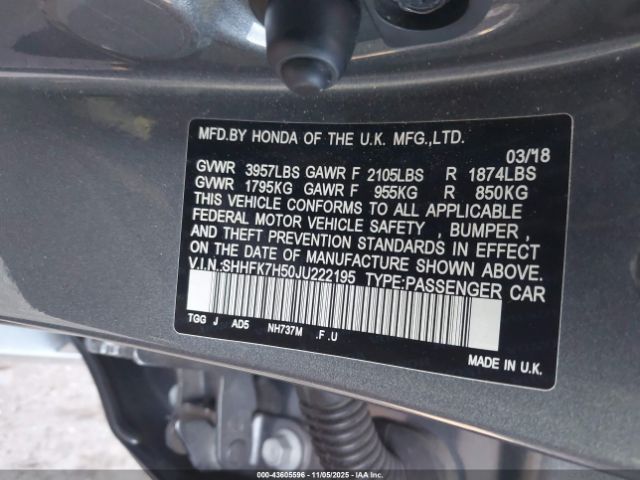 MFD.BY HONDA OF THE U.K. MFG.,LTD.
03/18
GVWR 3957LBS GAWR F 2105LBS R 1874LBS
GVWR 1795KG GAWR F 955KG R 850KG
THIS VEHICLE CONFORMS TO ALL APPLICABLE
FEDERAL MOTOR VEHICLE SAFETY , BUMPER ,
AND THEFT PREVENTION STANDARDS IN EFFECT
ON THE DATE OF MANUFACTURE SHOWN ABOVE.
V.I.N.:SHHFK7H50JU222195 TYPE:PASSENGER CAR
TGG J AD5 NH737M .F .U
MADE IN U.K.
000-43605596 - 11/05/2025 - IAAI.COM